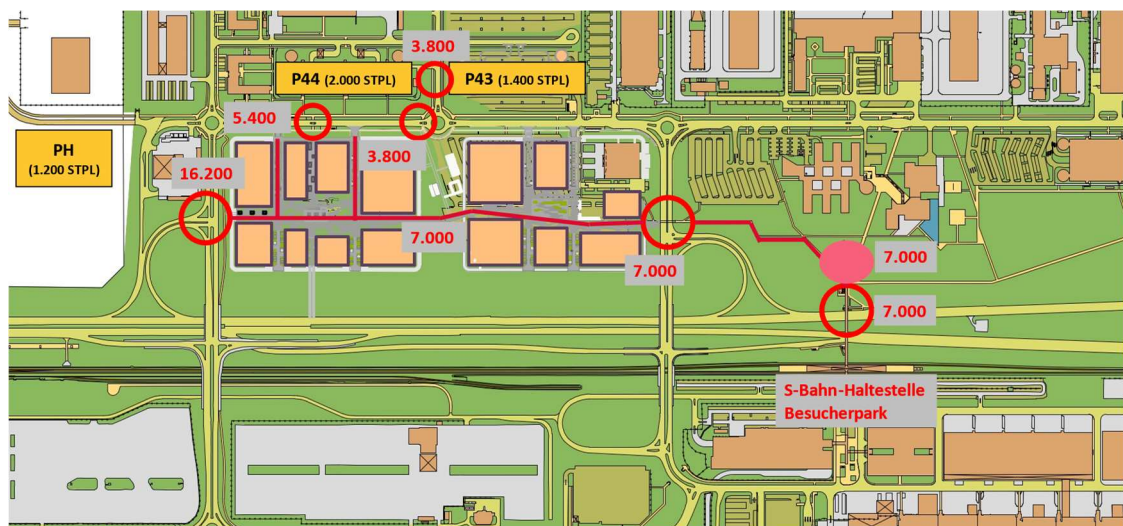 3.800
P44 (2.000 STPL)
P43 (1.400 STPL)
5.400
PH
(1.200 STPL)
3.800
16.200
7.000
7.000
7.000
7.000
S-Bahn-Haltestelle
Besucherpark